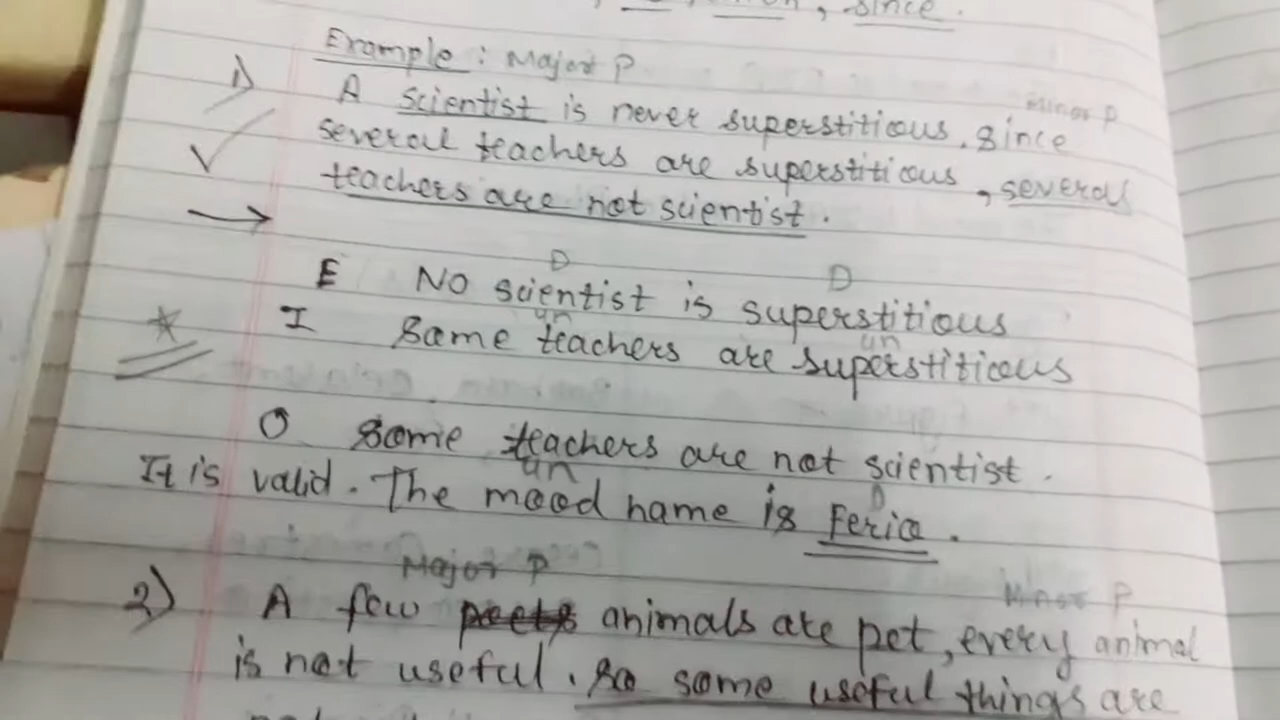 , since.
Example : Major P
1) A scientist is never superstitious. since Minor P
several teachers are superstitious, several
teachers are not scientist.
D D
E No scientist is superstitious
un un
I Some teachers are superstiticous
O Some teachers are not scientist.
un D
It is valid. The mood name is Ferio.
Major P Minor P
2) A few animals are pet, every animal
is not useful. So some useful things are